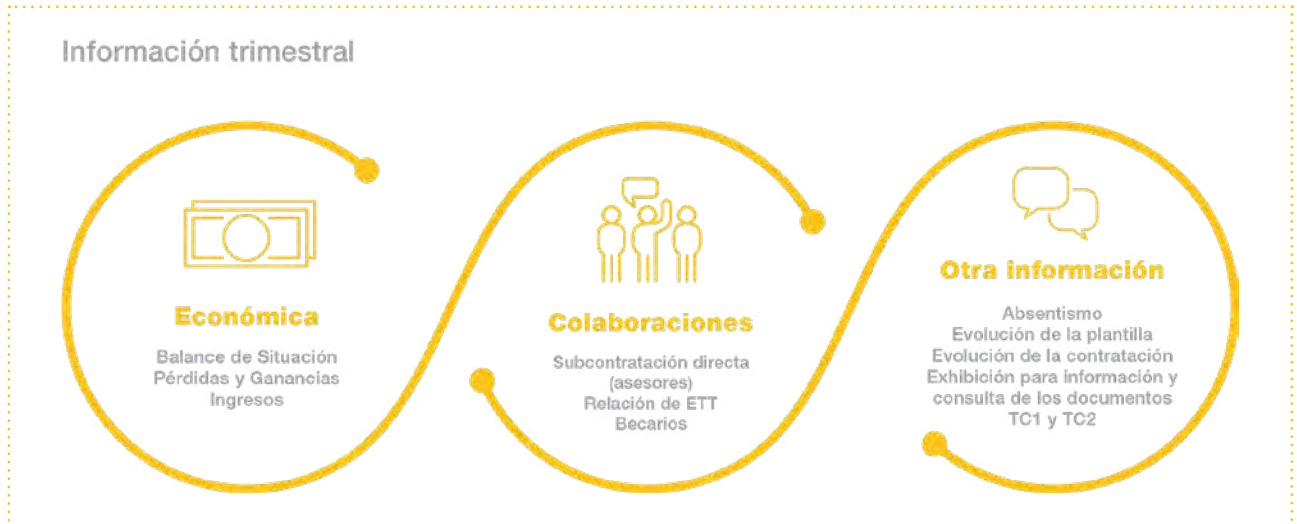 Información trimestral
Económica
Balance de Situación
Pérdidas y Ganancias
Ingresos
Colaboraciones
Subcontratación directa
(asesores)
Relación de ETT
Becarios
Otra información
Absentismo
Evolución de la plantilla
Evolución de la contratación
Exhibición para información y
consulta de los documentos
TC1 y TC2